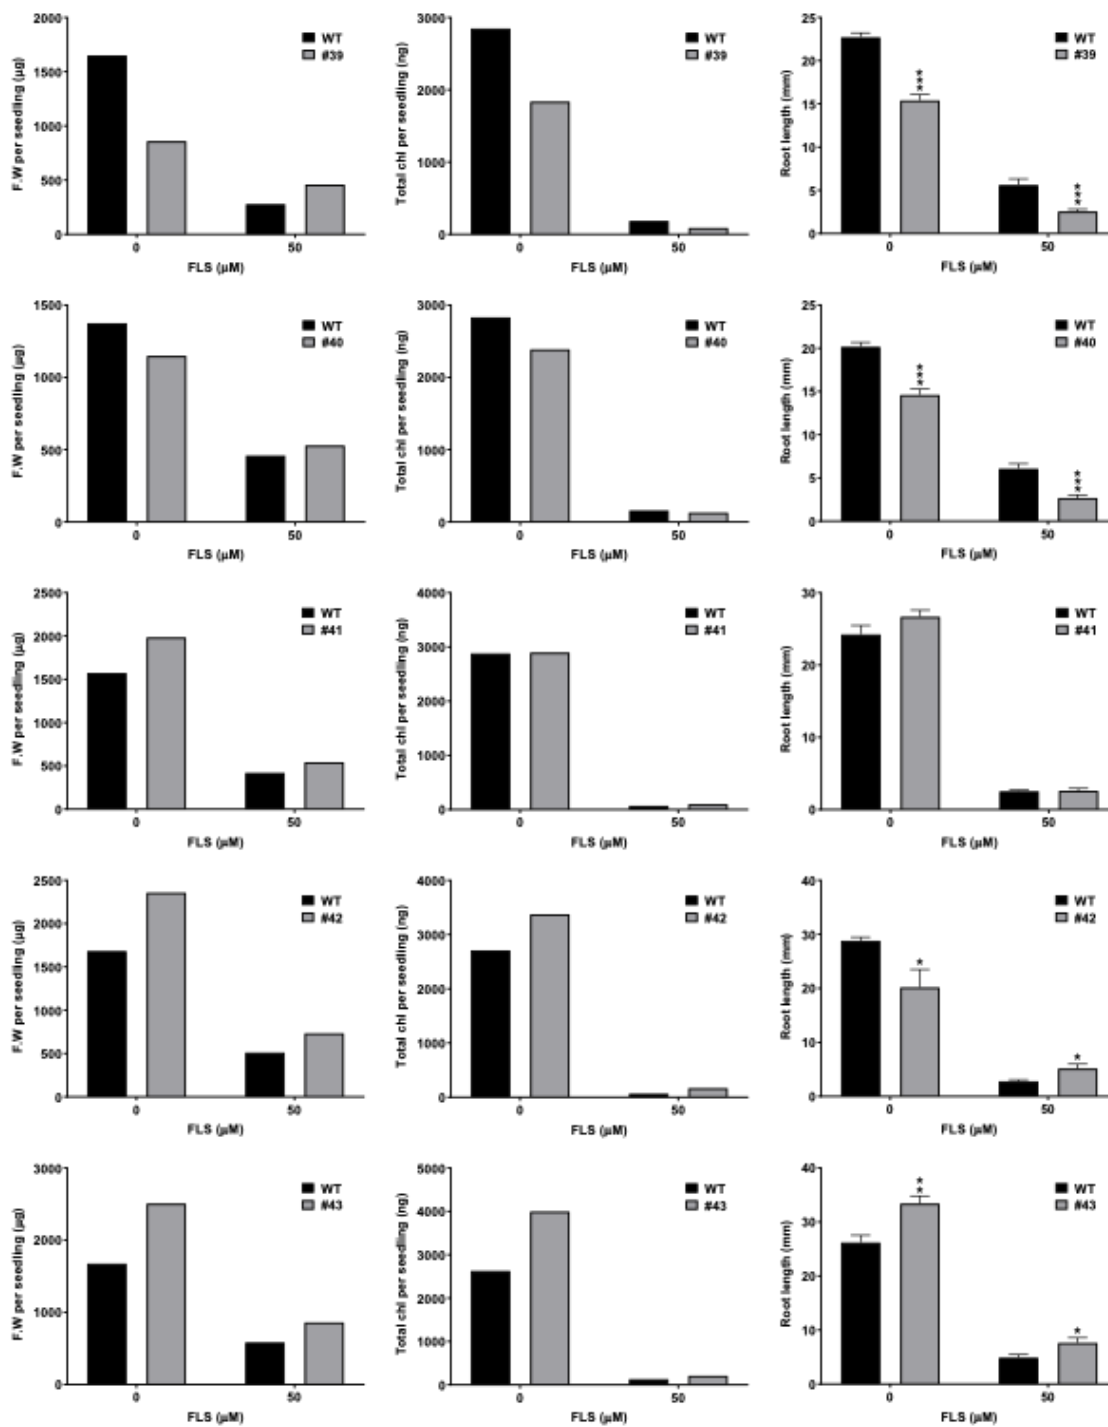 2000
1500
1000
500
0
F.W per seedling (µg)
WT
#39
0
50
FLS (µM)
3000
2000
1000
0
Total chl per seedling (ng)
WT
#39
0
50
FLS (µM)
25
20
15
10
5
0
Root length (mm)
WT
#39
***
***
0
50
FLS (µM)
1500
1000
500
0
F.W per seedling (µg)
WT
#40
0
50
FLS (µM)
3000
2000
1000
0
Total chl per seedling (ng)
WT
#40
0
50
FLS (µM)
25
20
15
10
5
0
Root length (mm)
WT
#40
***
***
0
50
FLS (µM)
2500
2000
1500
1000
500
0
F.W per seedling (µg)
WT
#41
0
50
FLS (µM)
4000
3000
2000
1000
0
Total chl per seedling (ng)
WT
#41
0
50
FLS (µM)
30
20
10
0
Root length (mm)
WT
#41
0
50
FLS (µM)
2500
2000
1500
1000
500
0
F.W per seedling (µg)
WT
#42
0
50
FLS (µM)
4000
3000
2000
1000
0
Total chl per seedling (ng)
WT
#42
0
50
FLS (µM)
40
30
20
10
0
Root length (mm)
WT
#42
*
*
0
50
FLS (µM)
3000
2000
1000
0
F.W per seedling (µg)
WT
#43
0
50
FLS (µM)
5000
4000
3000
2000
1000
0
Total chl per seedling (ng)
WT
#43
0
50
FLS (µM)
40
30
20
10
0
Root length (mm)
WT
#43
**
*
0
50
FLS (µM)